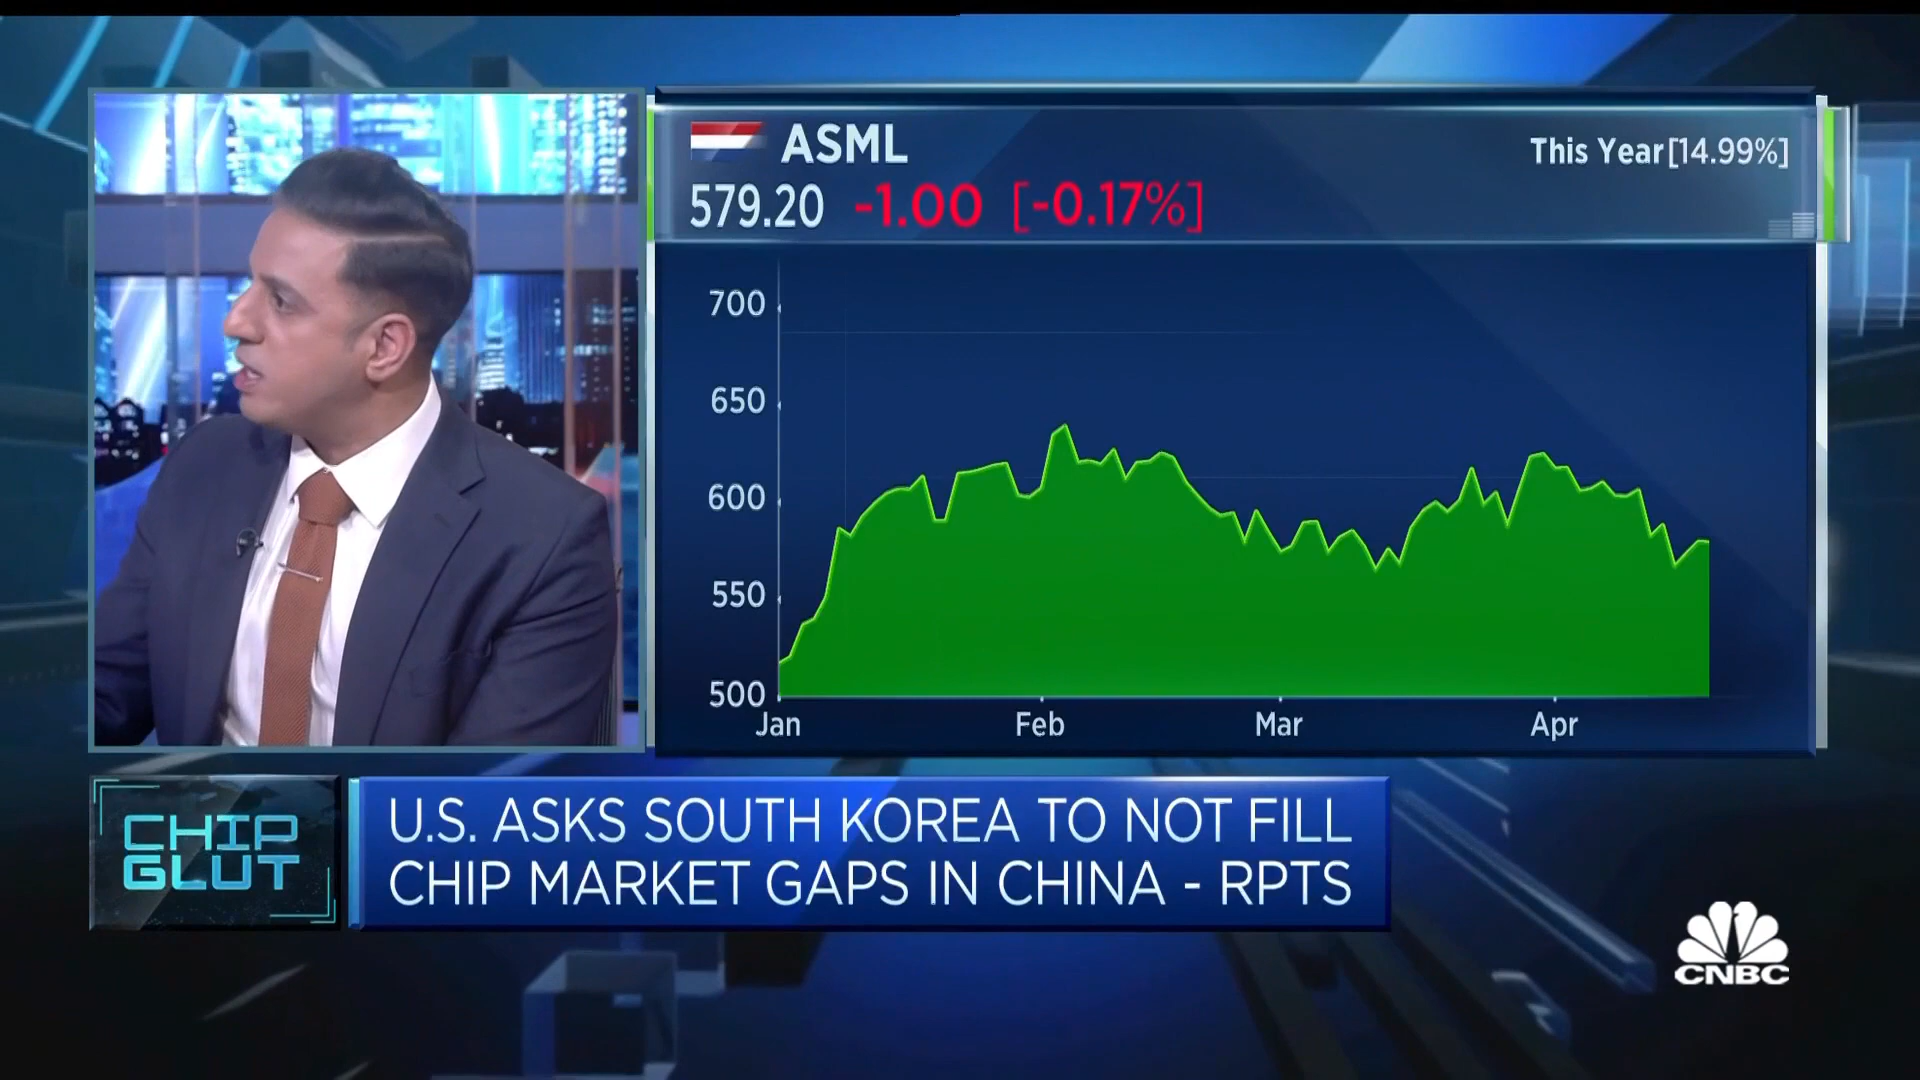 ASML
This Year[14.99%]
579.20 -1.00 [-0.17%]
700
650
600
550
500
Jan Feb Mar Apr
CHIP
GLUT
U.S. ASKS SOUTH KOREA TO NOT FILL
CHIP MARKET GAPS IN CHINA - RPTS
CNBC